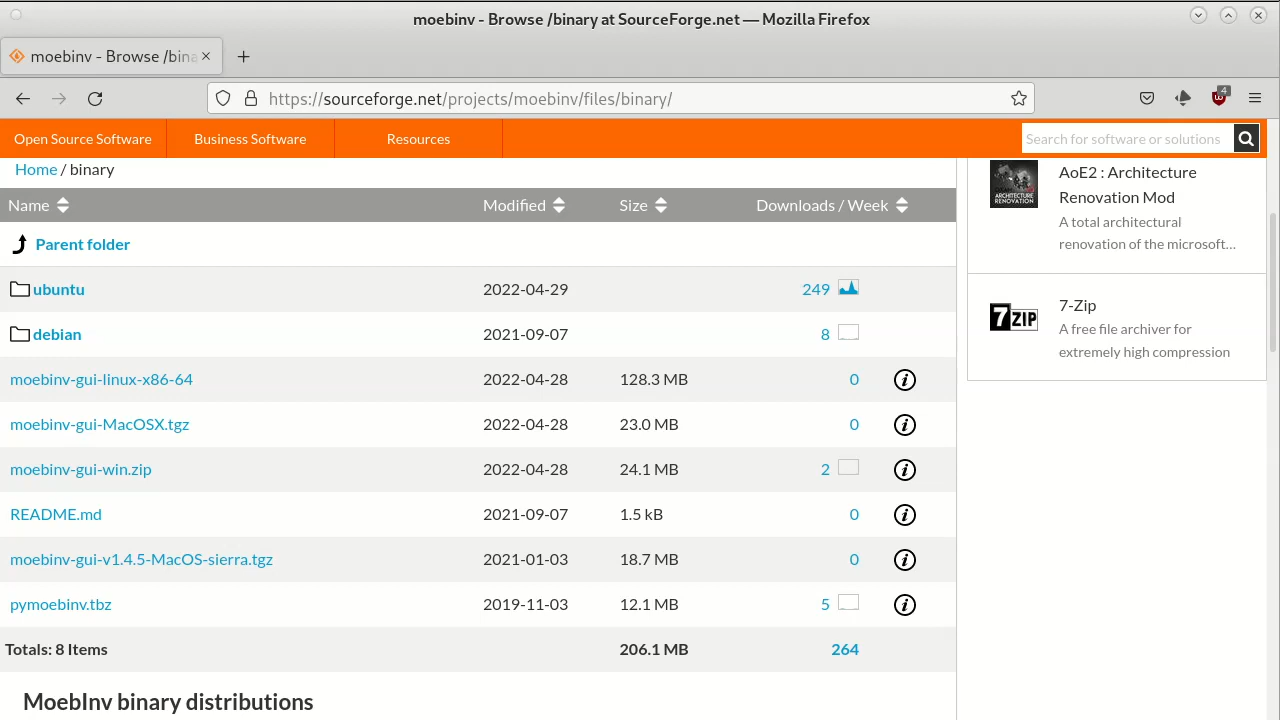 moebinv - Browse /binary at SourceForge.net — Mozilla Firefox
moebinv - Browse /bina
https://sourceforge.net/projects/moebinv/files/binary/
4
Open Source Software Business Software Resources Search for software or solutions
Home / binary
Name Modified Size Downloads / Week
Parent folder
ubuntu 2022-04-29 249
debian 2021-09-07 8
moebinv-gui-linux-x86-64 2022-04-28 128.3 MB 0
moebinv-gui-MacOSX.tgz 2022-04-28 23.0 MB 0
moebinv-gui-win.zip 2022-04-28 24.1 MB 2
README.md 2021-09-07 1.5 kB 0
moebinv-gui-v1.4.5-MacOS-sierra.tgz 2021-01-03 18.7 MB 0
pymoebinv.tbz 2019-11-03 12.1 MB 5
Totals: 8 Items 206.1 MB 264
MoebInv binary distributions
ARCHITECTURE
RENOVATION
AoE2 : Architecture
Renovation Mod
A total architectural
renovation of the microsoft…
7ZIP
7-Zip
A free file archiver for
extremely high compression